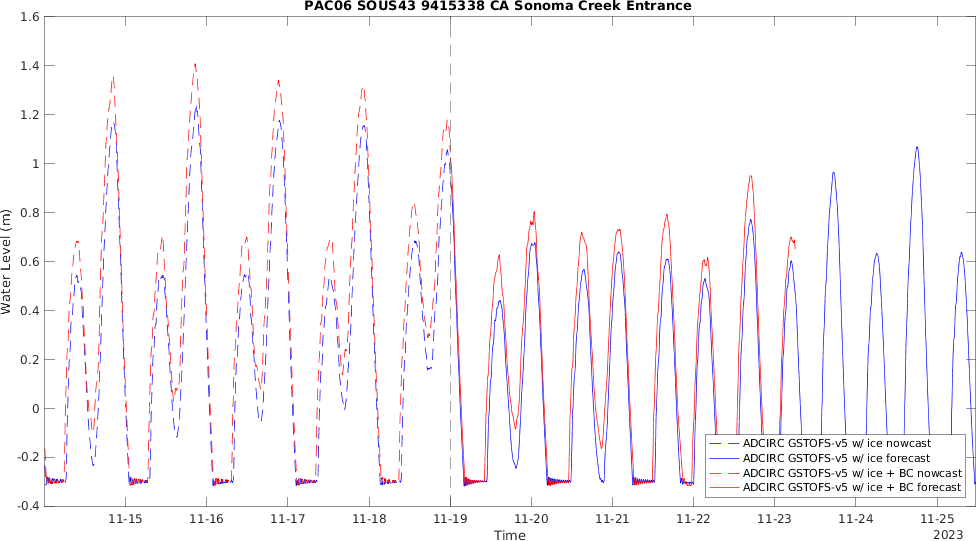 PAC06 SOUS43 9415338 CA Sonoma Creek Entrance
1.6
1.4
1.2
1
0.8
0.6
0.4
0.2
0
-0.2
-0.4
Water Level (m)
ADCIRC GSTOFS-v5 w/ ice nowcast
ADCIRC GSTOFS-v5 w/ ice forecast
ADCIRC GSTOFS-v5 w/ ice + BC nowcast
ADCIRC GSTOFS-v5 w/ ice + BC forecast
11-15 11-16 11-17 11-18 11-19 11-20 11-21 11-22 11-23 11-24 11-25
Time
2023